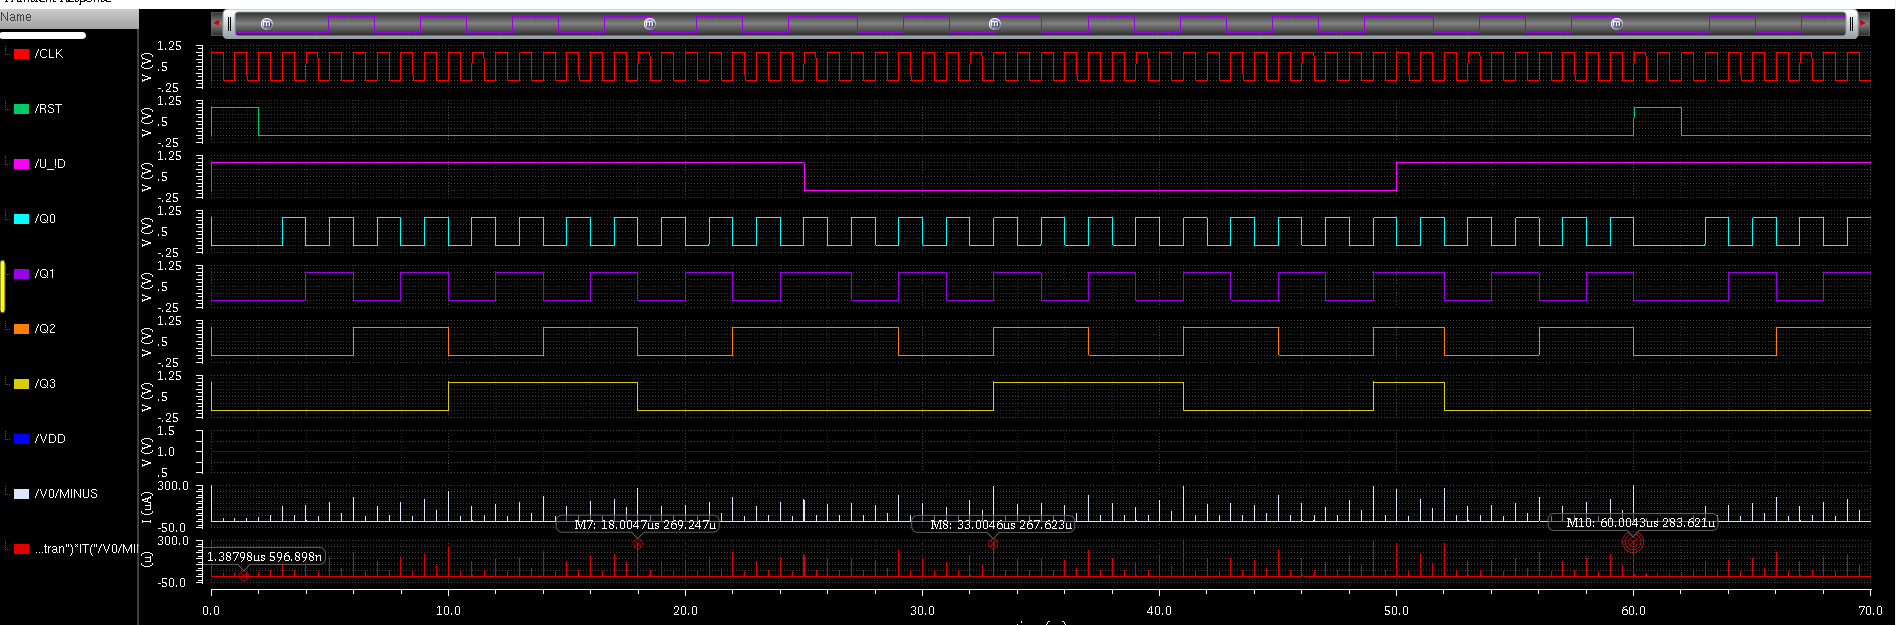 Transient Response
Name
/CLK
1.25
.5
-.25
V (V)
/RST
1.25
.5
-.25
V (V)
/U_!D
1.25
.5
-.25
V (V)
/Q0
1.25
.5
-.25
V (V)
/Q1
1.25
.5
-.25
V (V)
/Q2
1.25
.5
-.25
V (V)
/Q3
1.25
.5
-.25
V (V)
/VDD
1.5
1.0
.5
V (V)
/V0/MINUS
300.0
-50.0
I (uA)
M7: 18.0047us 269.247u
M8: 33.0046us 267.623u
M10: 60.0043us 283.621u
...tran")*IT("/V0/MI
300.0
-50.0
(u)
1.38798us 596.898n
0.0 10.0 20.0 30.0 40.0 50.0 60.0 70.0